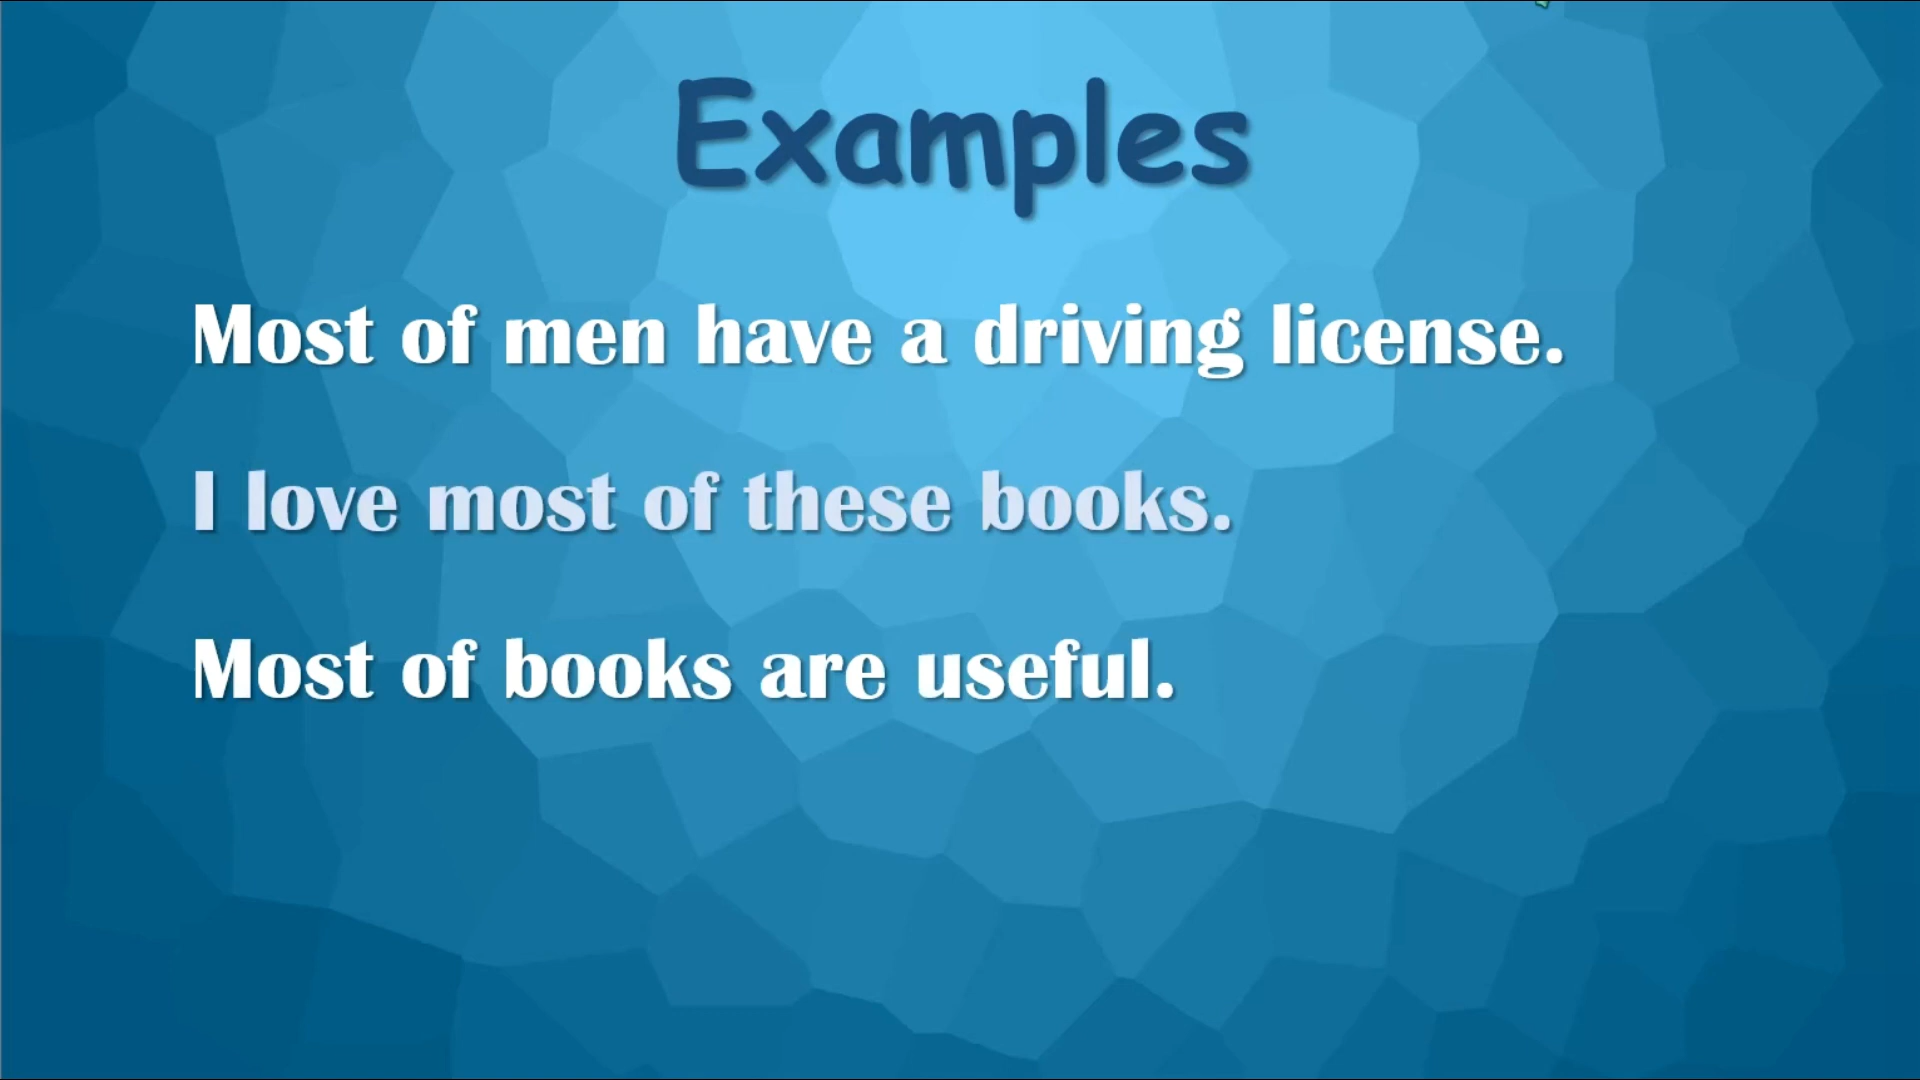 Examples
Most of men have a driving license.
I love most of these books.
Most of books are useful.